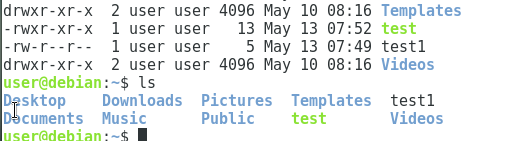 drwxr-xr-x  2 user user 4096 May 10 08:16 Templates
-rwxr-xr-x  1 user user   13 May 13 07:52 test
-rw-r--r--  1 user user    5 May 13 07:49 test1
drwxr-xr-x  2 user user 4096 May 10 08:16 Videos
user@debian:~$ ls
Desktop    Downloads  Pictures  Templates  test1
Documents  Music      Public    test       Videos
user@debian:~$